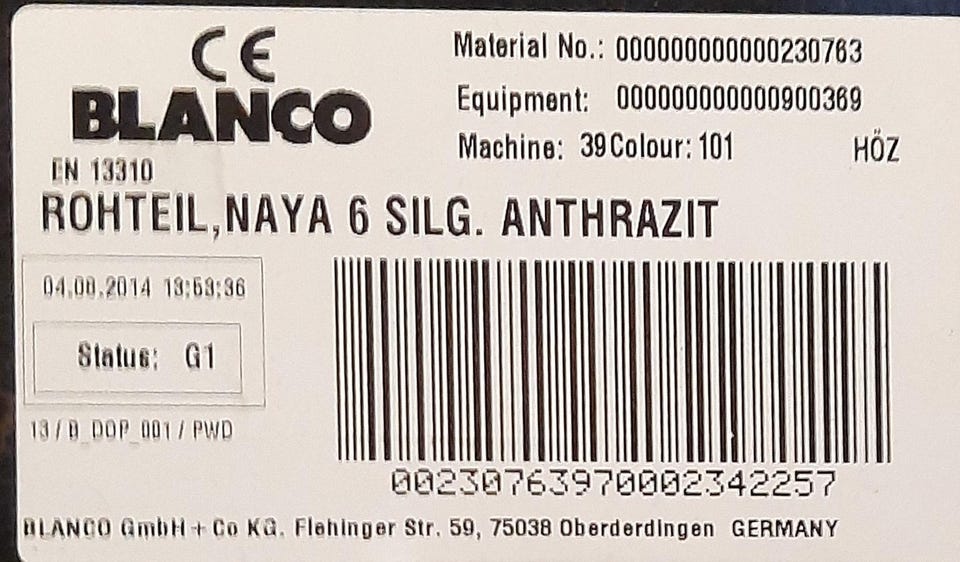 CE
BLANCO
EN 13310
Material No.: 000000000000230763
Equipment: 000000000000900369
Machine: 39 Colour: 101 HÖZ
ROHTEIL,NAYA 6 SILG. ANTHRAZIT
04.08.2014 13:53:36
Status: G1
13 / B_DOP_001 / PWD
00230763970002342257
BLANCO GmbH + Co KG. Flehinger Str. 59, 75038 Oberderdingen GERMANY